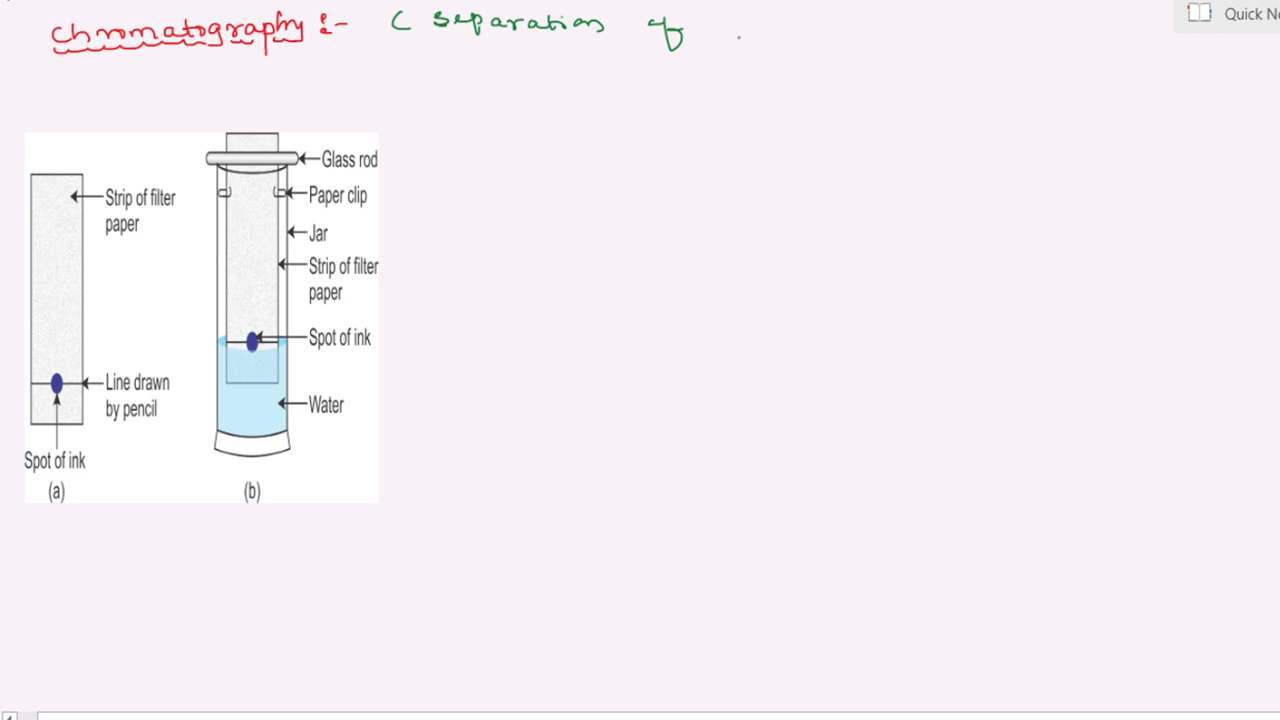 chromatography :- ( separation of
Quick No
Glass rod
Paper clip
Strip of filter
paper
Jar
Strip of filter
paper
Spot of ink
Line drawn
by pencil
Water
Spot of ink
(a)
(b)